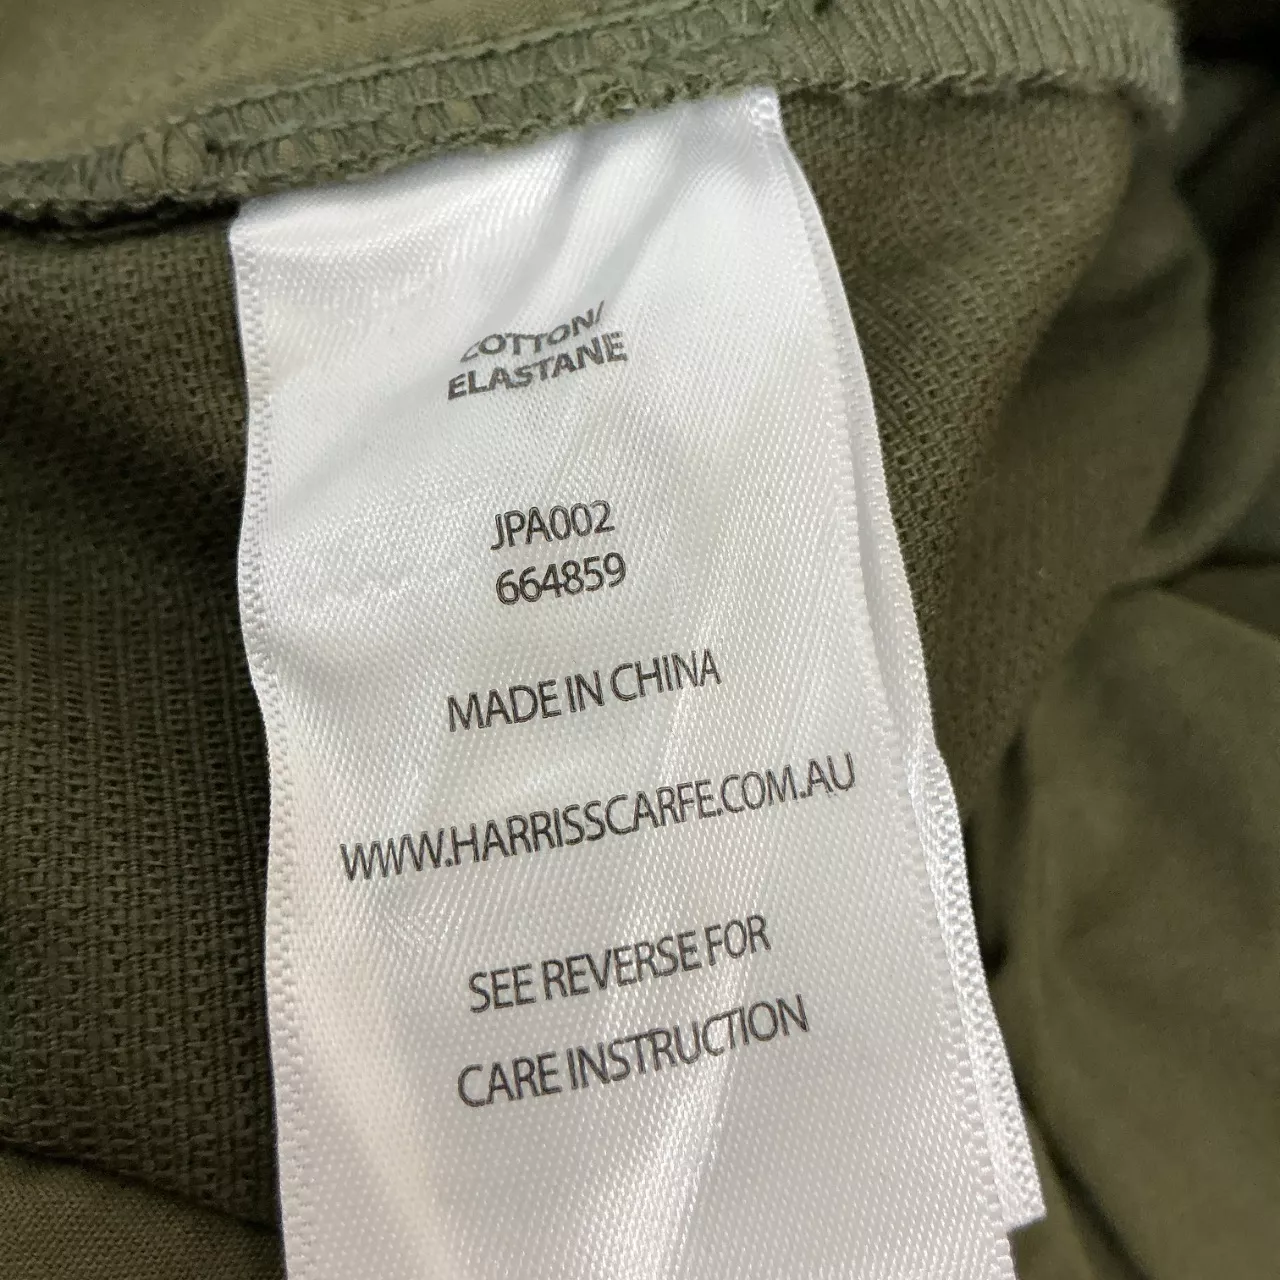 COTTON/
ELASTANE
JPA002
664859
MADE IN CHINA
WWW.HARRISSCARFE.COM.AU
SEE REVERSE FOR
CARE INSTRUCTION